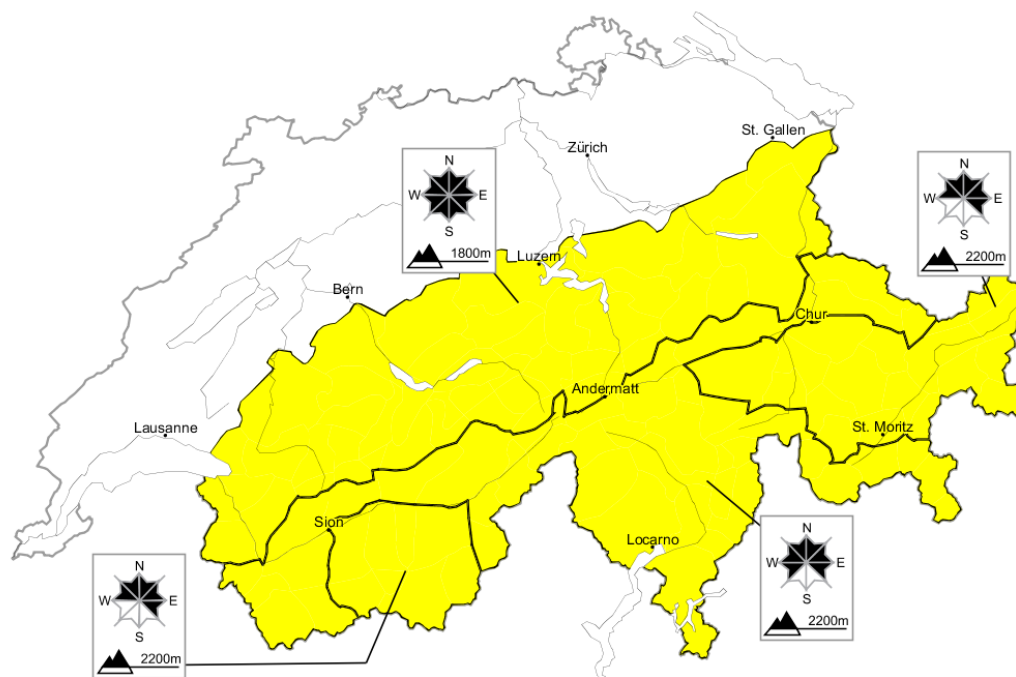 St. Gallen
Zürich
N
W E
S
1800m
N
W E
S
2200m
Luzern
Bern
Chur
Andermatt
Lausanne
St. Moritz
Sion
Locarno
N
W E
S
2200m
N
W E
S
2200m